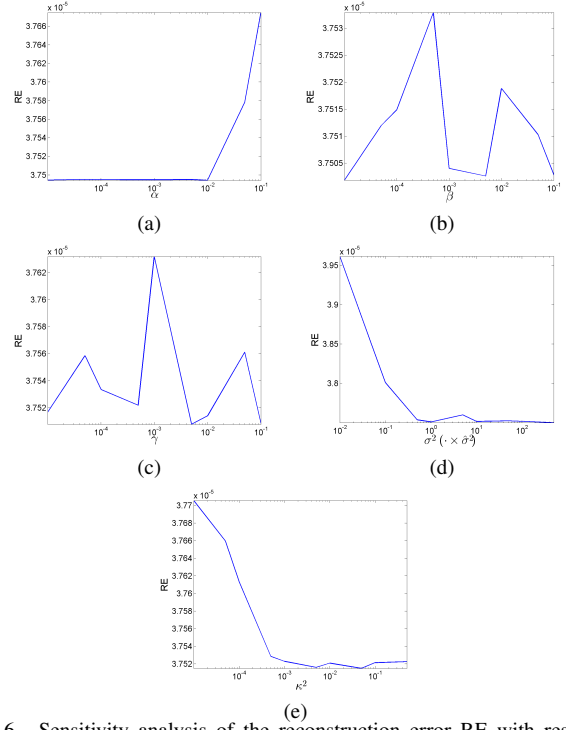 x 10⁻⁵
3.766
3.764
3.762
3.76
3.758
3.756
3.754
3.752
3.75
RE
10⁻⁴ 10⁻³ 10⁻² 10⁻¹
α
(a)
x 10⁻⁵
3.753
3.7525
3.752
3.7515
3.751
3.7505
RE
10⁻⁴ 10⁻³ 10⁻² 10⁻¹
β
(b)
x 10⁻⁵
3.762
3.76
3.758
3.756
3.754
3.752
RE
10⁻⁴ 10⁻³ 10⁻² 10⁻¹
γ
(c)
x 10⁻⁵
3.95
3.9
3.85
3.8
RE
10⁻² 10⁻¹ 10⁰ 10¹ 10²
σ² (· × σ̂²)
(d)
x 10⁻⁵
3.77
3.768
3.766
3.764
3.762
3.76
3.758
3.756
3.754
3.752
RE
10⁻⁴ 10⁻³ 10⁻² 10⁻¹
κ²
(e)
6. Sensitivity analysis of the reconstruction error RE with res